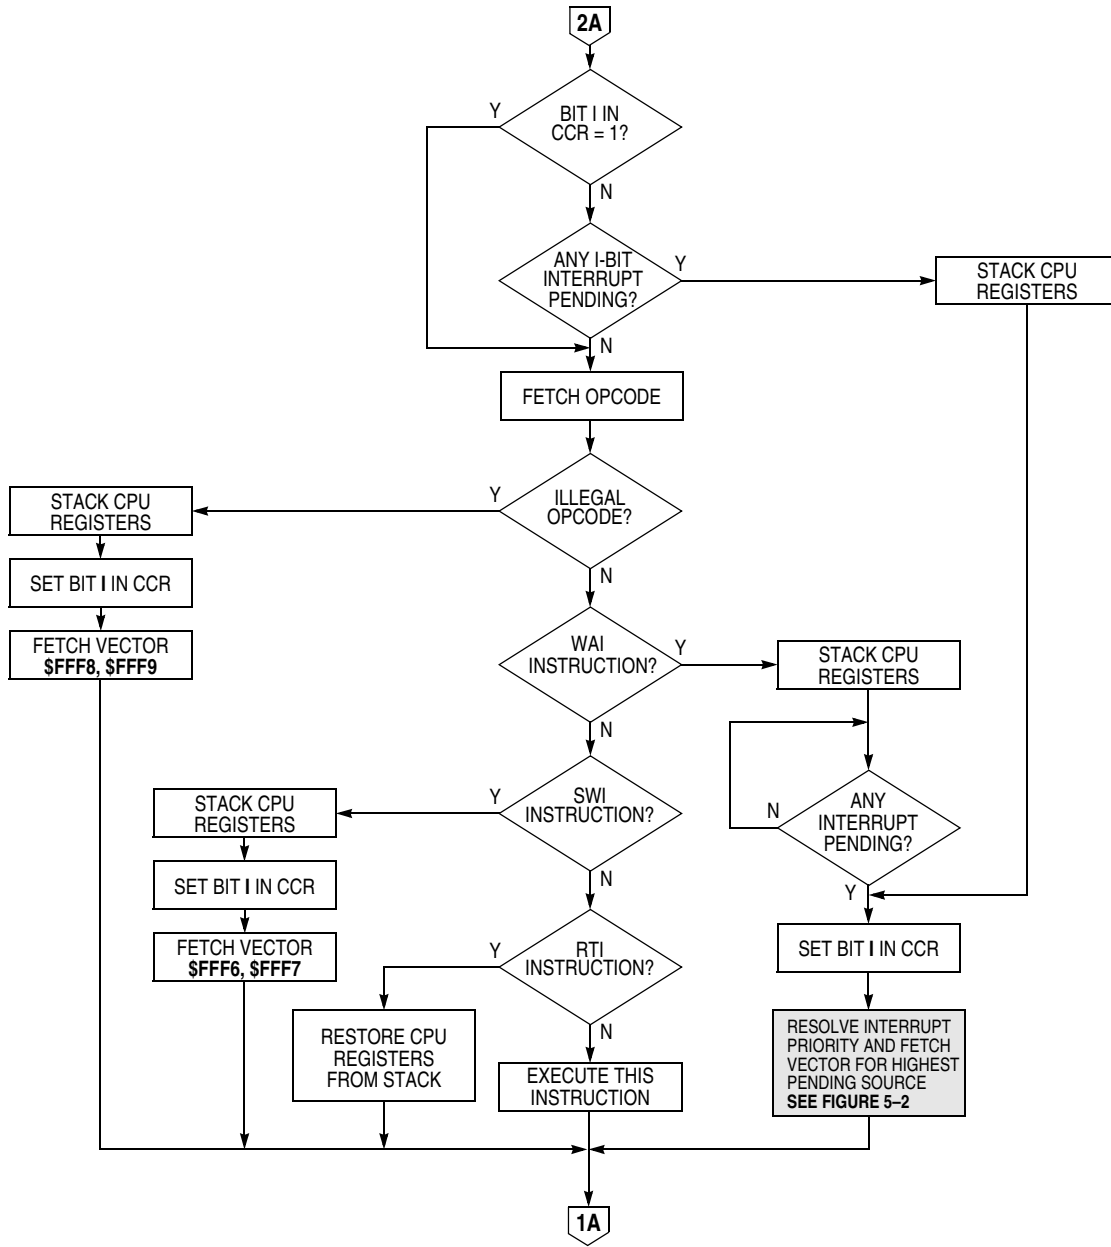 2A
Y
BIT I IN
CCR = 1?
N
ANY I-BIT
INTERRUPT
PENDING?
Y
STACK CPU
REGISTERS
N
FETCH OPCODE
STACK CPU
REGISTERS
Y
ILLEGAL
OPCODE?
N
SET BIT I IN CCR
FETCH VECTOR
$FFF8, $FFF9
WAI
INSTRUCTION?
Y
STACK CPU
REGISTERS
N
STACK CPU
REGISTERS
Y
SWI
INSTRUCTION?
N
ANY
INTERRUPT
PENDING?
N
Y
SET BIT I IN CCR
FETCH VECTOR
$FFF6, $FFF7
Y
RTI
INSTRUCTION?
N
SET BIT I IN CCR
RESTORE CPU
REGISTERS
FROM STACK
EXECUTE THIS
INSTRUCTION
RESOLVE INTERRUPT
PRIORITY AND FETCH
VECTOR FOR HIGHEST
PENDING SOURCE
SEE FIGURE 5–2
1A